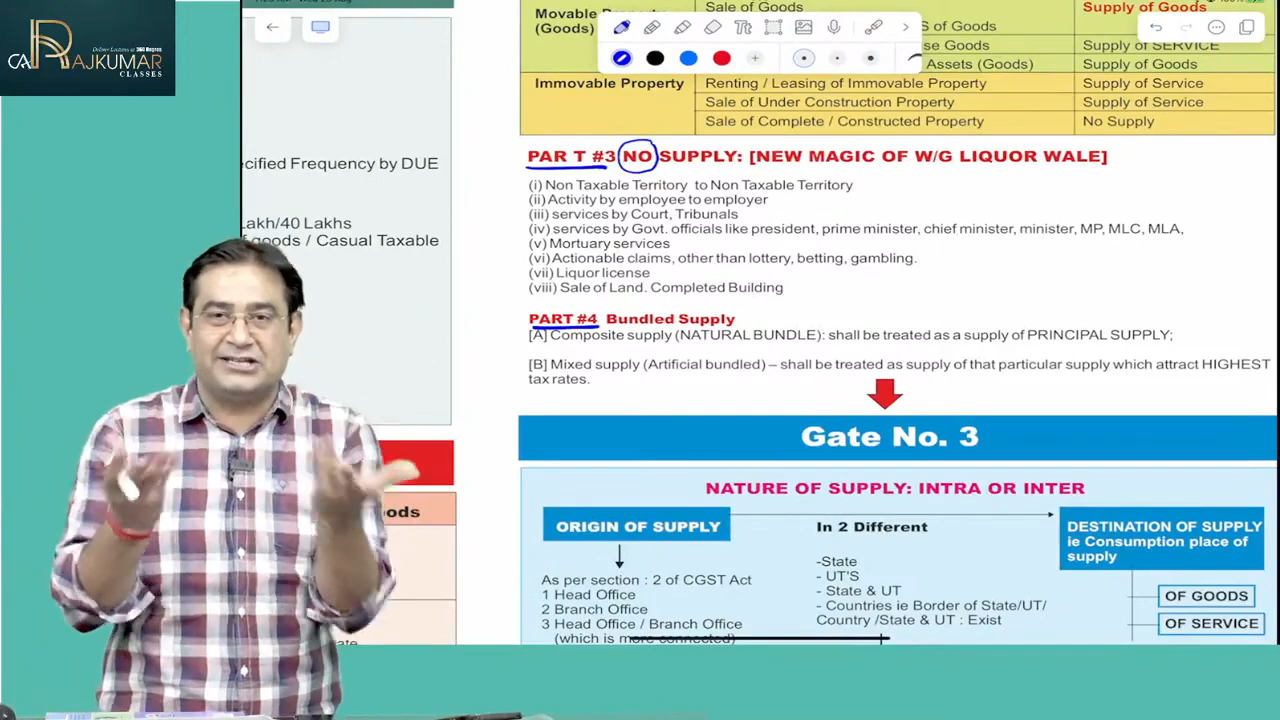 Deliver Lectures at 360 Degree
CA RAJKUMAR
CLASSES
cified Frequency by DUE
Lakh/40 Lakhs
goods / Casual Taxable
ods
Movable Property
(Goods)
Sale of Goods
Supply of Goods
of Goods
se Goods
Supply of SERVICE
Assets (Goods)
Supply of Goods
Immovable Property
Renting / Leasing of Immovable Property
Supply of Service
Sale of Under Construction Property
Supply of Service
Sale of Complete / Constructed Property
No Supply
PAR T #3 NO SUPPLY: [NEW MAGIC OF W/G LIQUOR WALE]
(i) Non Taxable Territory to Non Taxable Territory
(ii) Activity by employee to employer
(iii) services by Court, Tribunals
(iv) services by Govt. officials like president, prime minister, chief minister, minister, MP, MLC, MLA,
(v) Mortuary services
(vi) Actionable claims, other than lottery, betting, gambling.
(vii) Liquor license
(viii) Sale of Land. Completed Building
PART #4 Bundled Supply
[A] Composite supply (NATURAL BUNDLE): shall be treated as a supply of PRINCIPAL SUPPLY;
[B] Mixed supply (Artificial bundled) – shall be treated as supply of that particular supply which attract HIGHEST
tax rates.
Gate No. 3
NATURE OF SUPPLY: INTRA OR INTER
ORIGIN OF SUPPLY
As per section : 2 of CGST Act
1 Head Office
2 Branch Office
3 Head Office / Branch Office
(which is more connected)
In 2 Different
-State
- UT'S
- State & UT
- Countries ie Border of State/UT/
Country /State & UT : Exist
DESTINATION OF SUPPLY
ie Consumption place of
supply
OF GOODS
OF SERVICE